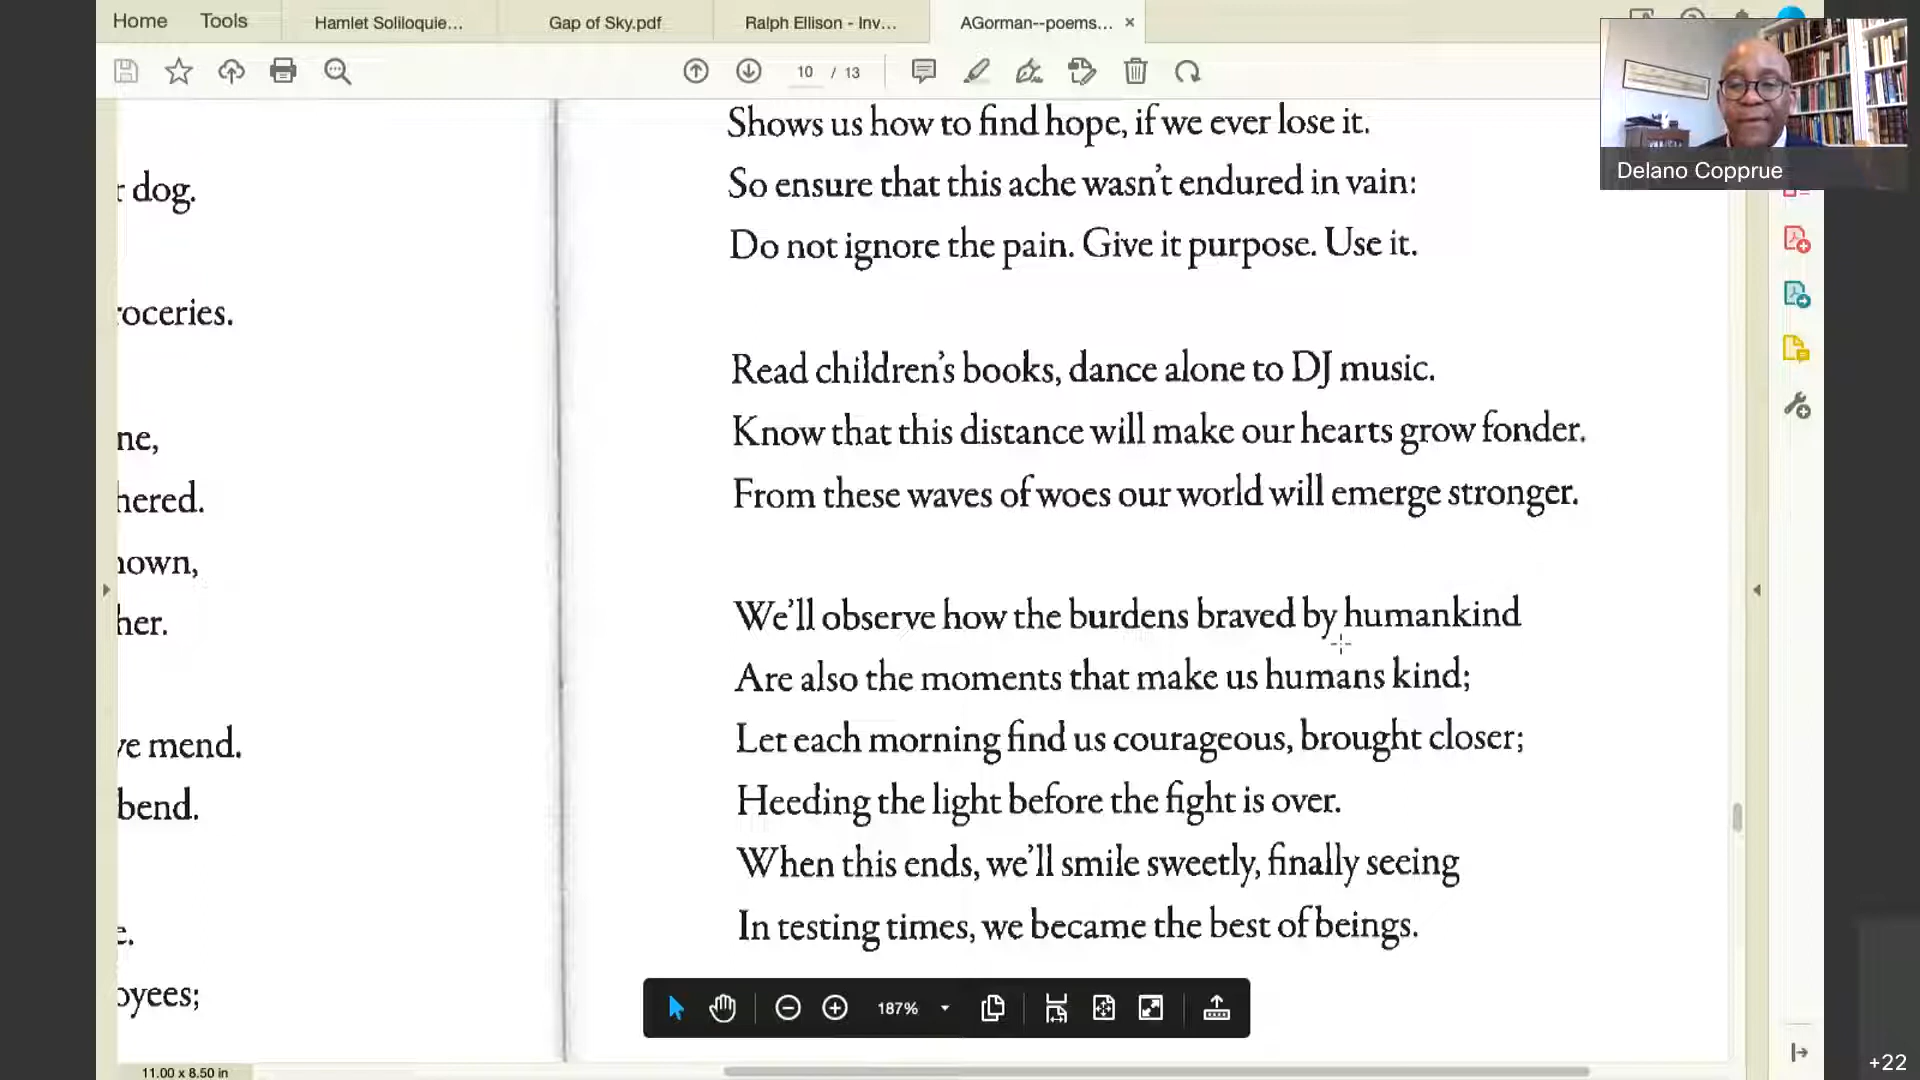 Home Tools Hamlet Soliloquie... Gap of Sky.pdf Ralph Ellison - Inv... AGorman--poems... ×
10 / 13
Delano Copprue
dog.
roceries.
ne,
hered.
nown,
her.
ve mend.
bend.
e.
oyees;
Shows us how to find hope, if we ever lose it.
So ensure that this ache wasn't endured in vain:
Do not ignore the pain. Give it purpose. Use it.
Read children's books, dance alone to DJ music.
Know that this distance will make our hearts grow fonder.
From these waves of woes our world will emerge stronger.
We'll observe how the burdens braved by humankind
Are also the moments that make us humans kind;
Let each morning find us courageous, brought closer;
Heeding the light before the fight is over.
When this ends, we'll smile sweetly, finally seeing
In testing times, we became the best of beings.
187%
11.00 x 8.50 in
+22